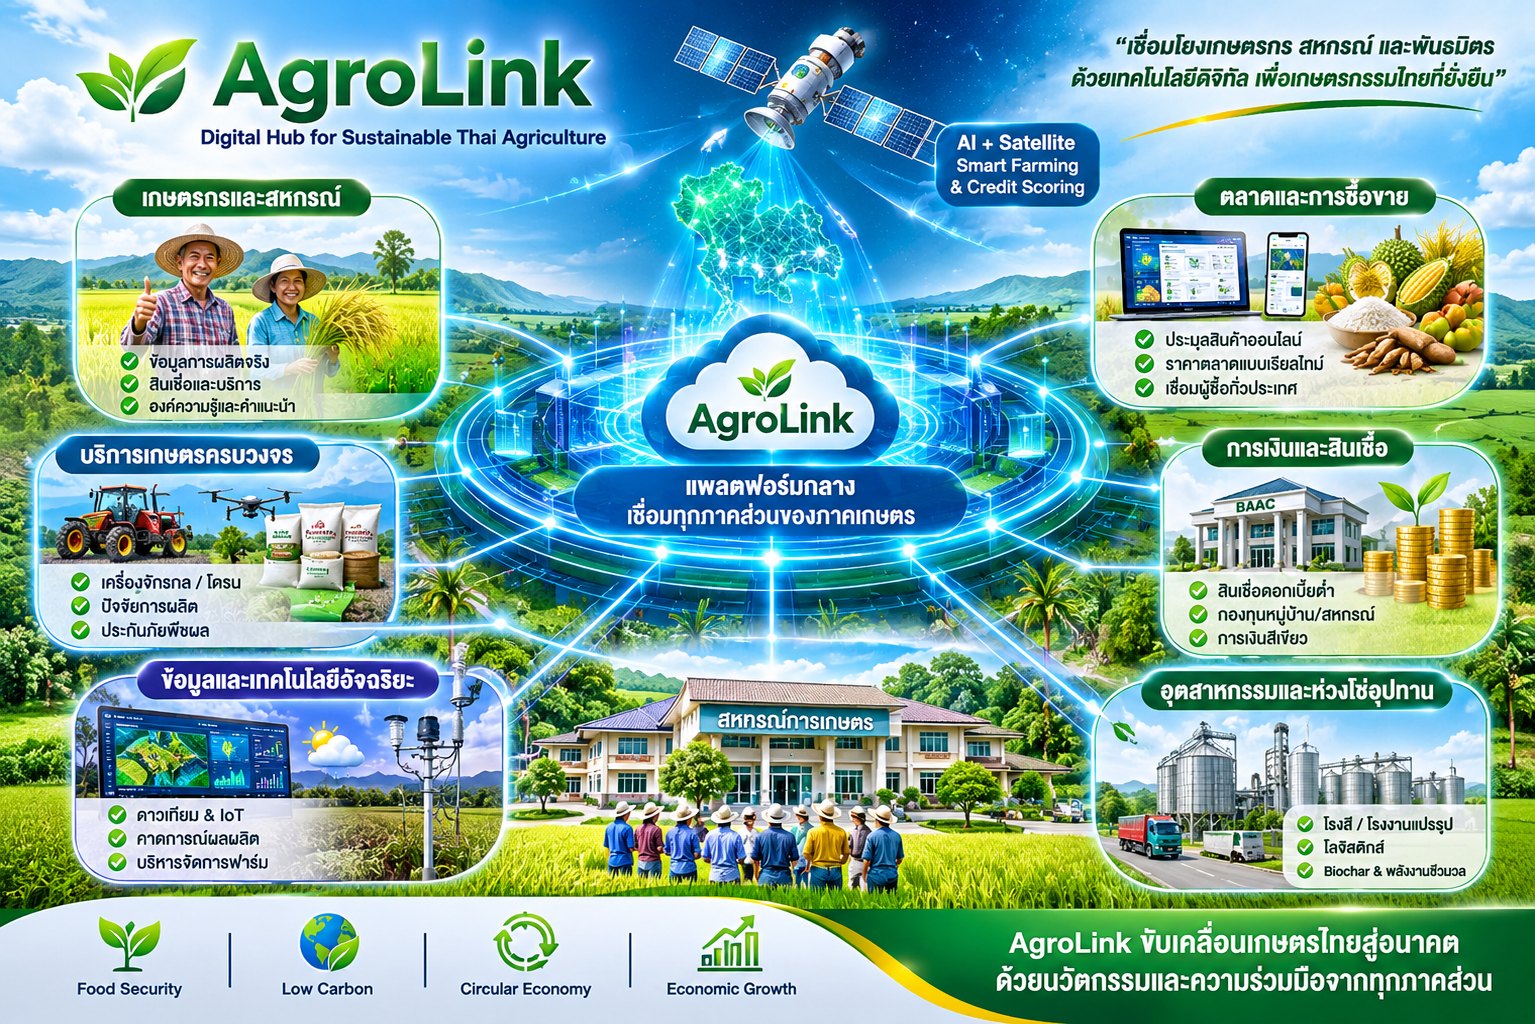 AgroLink
Digital Hub for Sustainable Thai Agriculture
“เชื่อมโยงเกษตรกร สหกรณ์ และพันธมิตร
ด้วยเทคโนโลยีดิจิทัล เพื่อเกษตรกรรมไทยที่ยั่งยืน”
AI + Satellite
Smart Farming
& Credit Scoring
เกษตรกรและสหกรณ์
ข้อมูลการผลิตจริง
สินเชื่อและบริการ
องค์ความรู้และคำแนะนำ
บริการเกษตรครบวงจร
เครื่องจักรกล / โดรน
ปัจจัยการผลิต
ประกันภัยพืชผล
ข้อมูลและเทคโนโลยีอัจฉริยะ
ดาวเทียม & IoT
คาดการณ์ผลผลิต
บริหารจัดการฟาร์ม
AgroLink
แพลตฟอร์มกลาง
เชื่อมทุกภาคส่วนของภาคเกษตร
สหกรณ์การเกษตร
ตลาดและการซื้อขาย
ประมูลสินค้าออนไลน์
ราคาตลาดแบบเรียลไทม์
เชื่อมผู้ซื้อทั่วประเทศ
การเงินและสินเชื่อ
BAAC
สินเชื่อดอกเบี้ยต่ำ
กองทุนหมู่บ้าน/สหกรณ์
การเงินสีเขียว
อุตสาหกรรมและห่วงโซ่อุปทาน
โรงสี / โรงงานแปรรูป
โลจิสติกส์
Biochar & พลังงานชีวมวล
Food Security
Low Carbon
Circular Economy
Economic Growth
AgroLink ขับเคลื่อนเกษตรไทยสู่อนาคต
ด้วยนวัตกรรมและความร่วมมือจากทุกภาคส่วน